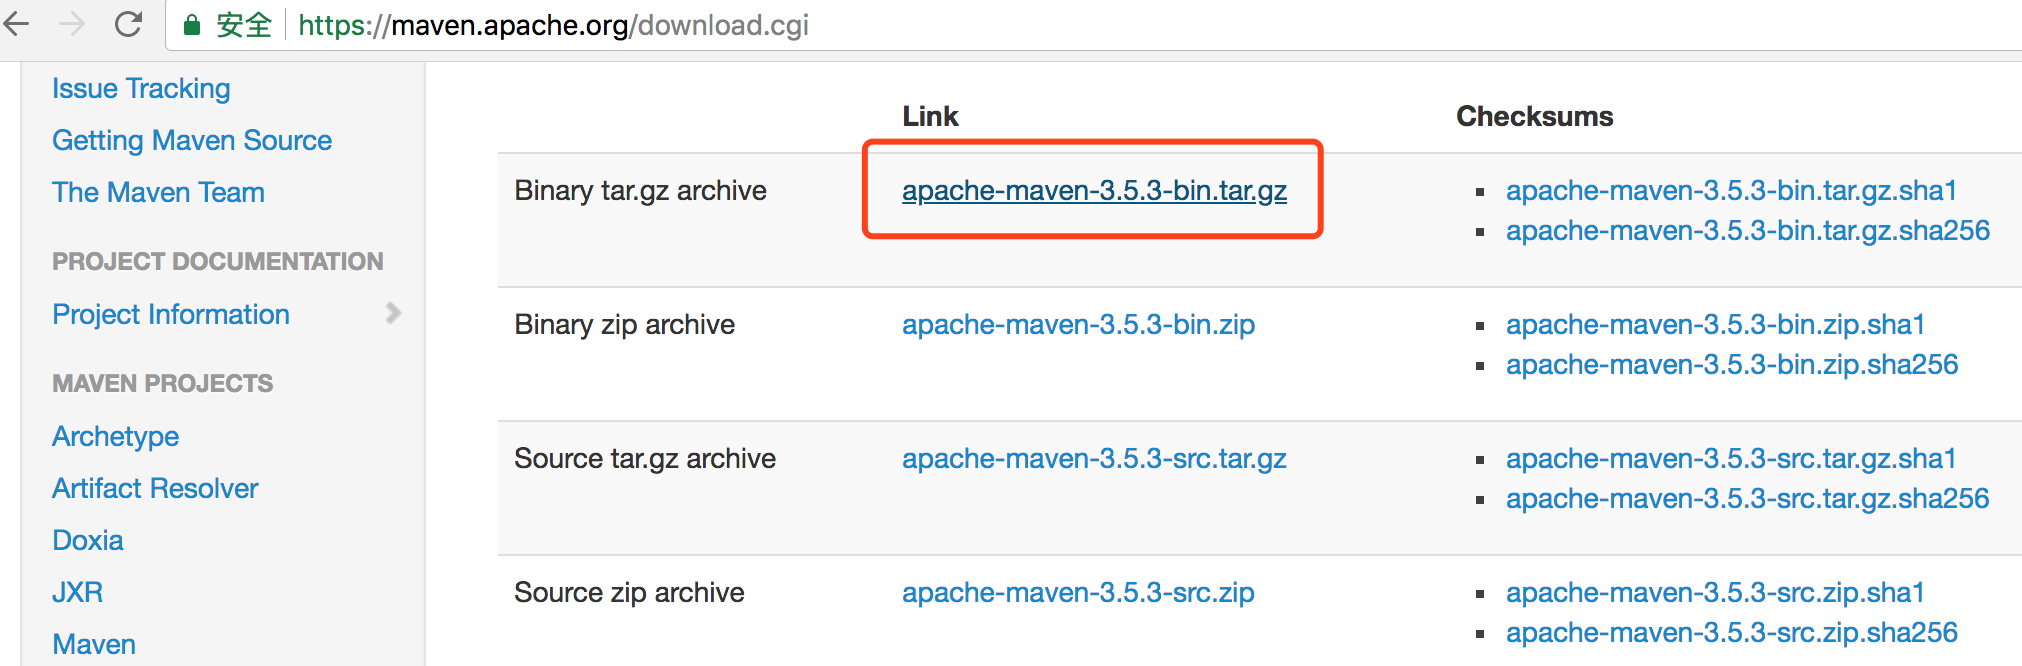 安全 https://maven.apache.org/download.cgi
Issue Tracking
Getting Maven Source
The Maven Team
PROJECT DOCUMENTATION
Project Information
MAVEN PROJECTS
Archetype
Artifact Resolver
Doxia
JXR
Maven
Link Checksums
Binary tar.gz archive apache-maven-3.5.3-bin.tar.gz apache-maven-3.5.3-bin.tar.gz.sha1
apache-maven-3.5.3-bin.tar.gz.sha256
Binary zip archive apache-maven-3.5.3-bin.zip apache-maven-3.5.3-bin.zip.sha1
apache-maven-3.5.3-bin.zip.sha256
Source tar.gz archive apache-maven-3.5.3-src.tar.gz apache-maven-3.5.3-src.tar.gz.sha1
apache-maven-3.5.3-src.tar.gz.sha256
Source zip archive apache-maven-3.5.3-src.zip apache-maven-3.5.3-src.zip.sha1
apache-maven-3.5.3-src.zip.sha256